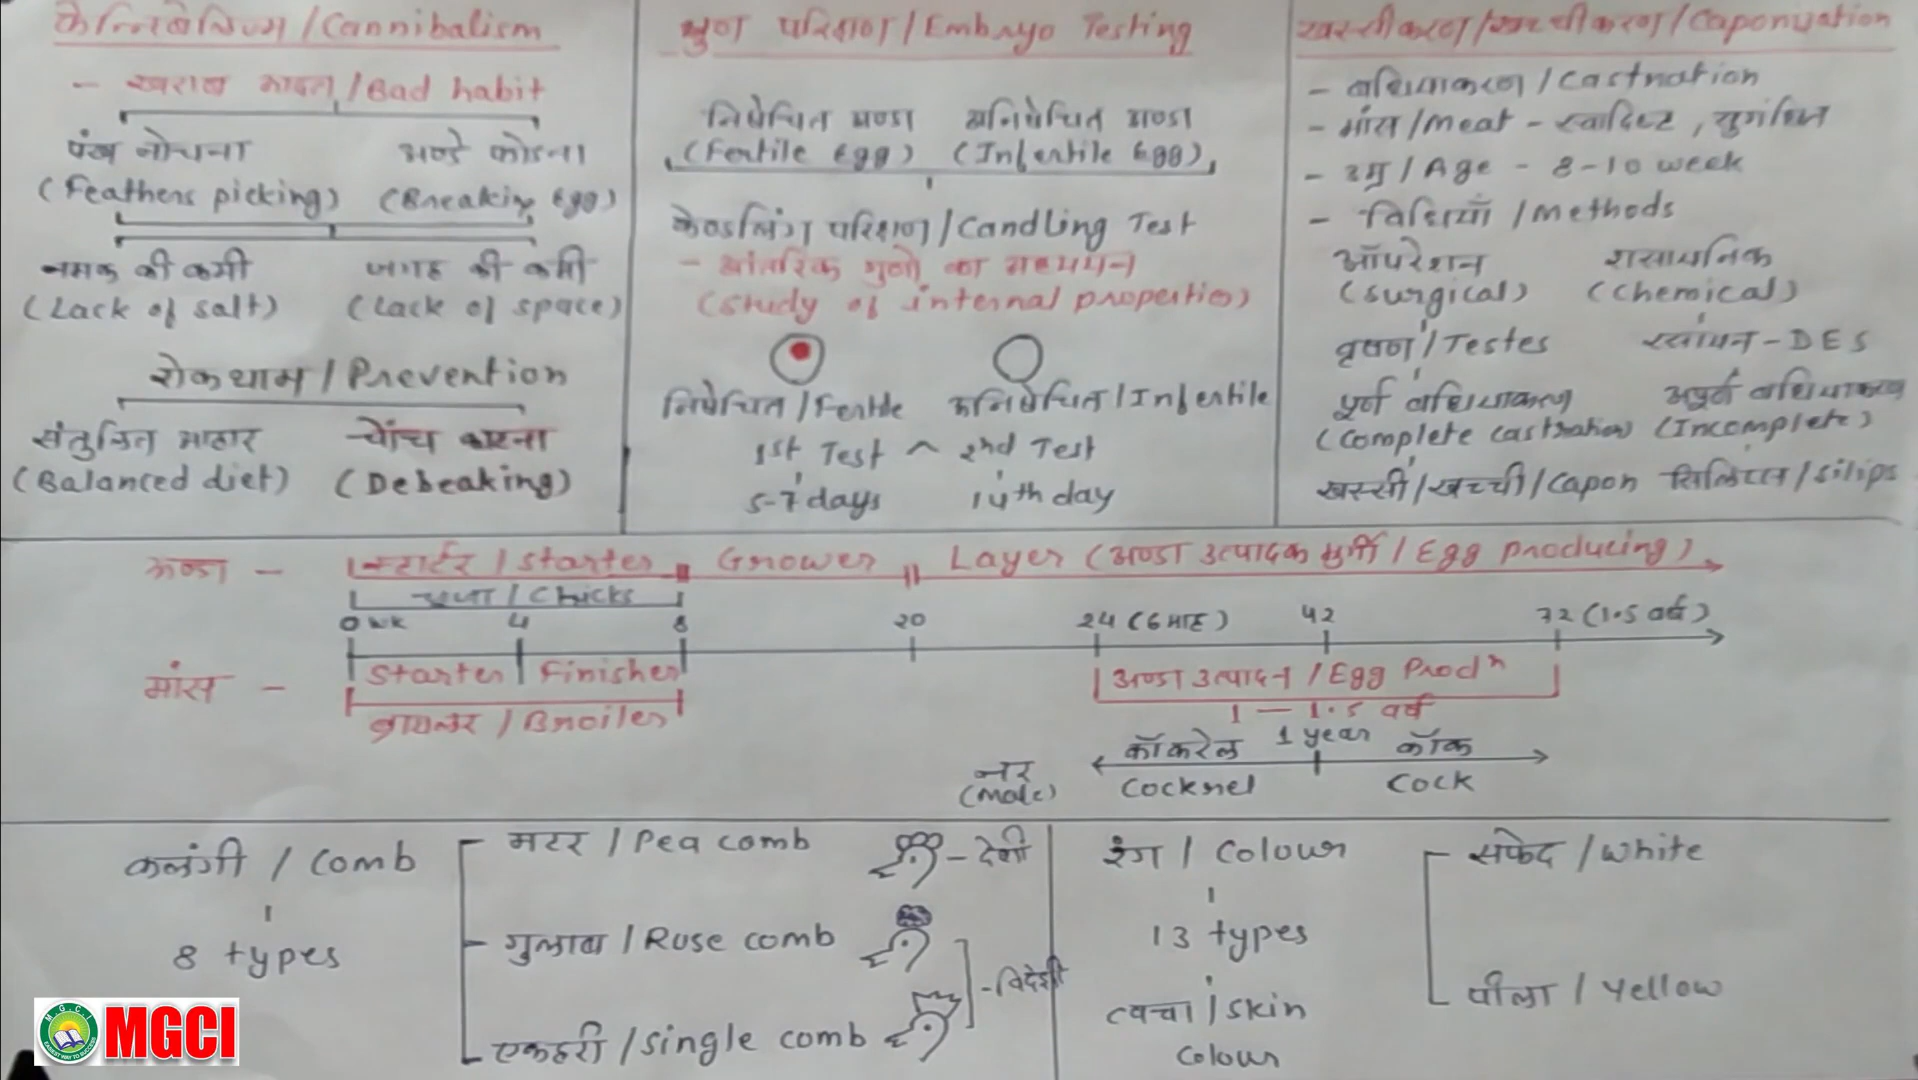 केन्निबेलिज्म/Cannibalism
- खराब आदत/Bad habit
पंख नोचना
(Feathers picking)
अण्डे फोडना
(Breaking Egg)
नमक की कमी
(Lack of salt)
जगह की कमी
(Lack of space)
रोकथाम/Prevention
संतुलित आहार
(Balanced diet)
चोंच काटना
(Debeaking)
भ्रुण परिक्षण/Embryo Testing
निषेचित अण्डा
(Fertile Egg)
अनिषेचित अण्डा
(Infertile Egg)
केण्डलिंग परिक्षण/Candling Test
- आंतरिक गुणो का अध्ययन
(Study of internal properties)
निषेचित/Fertile
अनिषेचित/Infertile
1st Test
2nd Test
5-7 days
14th day
खस्सीकरण/खच्चीकरण/Caponization
- बधियाकरण/Castration
- मांस/meat - स्वादिष्ट, सुगंधित
- उम्र/Age - 8-10 week
- विधियाँ/methods
ऑपरेशन
(Surgical)
रासायनिक
(Chemical)
वृषण/Testes
रसायन-DES
पूर्ण बधियाकरण
(Complete castration)
अपूर्ण बधियाकरण
(Incomplete)
खस्सी/खच्ची/Capon
सिलिप्स/Silips
अण्डा -
स्टार्टर/Starter
Grower
Layer (अण्डा उत्पादक मुर्गी/Egg producing)
चूजा/Chicks
0 wk 4 8 20 24 (6 माह) 42 72 (1.5 वर्ष)
मांस -
Starter Finisher
ब्रायलर/Broiler
अण्डा उत्पादन/Egg Prodⁿ
1 - 1.5 वर्ष
नर
(Male)
कॉकरेल 1 year कॉक
Cockrel Cock
कलंगी/Comb
8 types
मटर/Pea comb
- देशी
गुलाब/Rose comb
एकहरी/Single comb
- विदेशी
रंग/Colour
13 types
त्वचा/skin
colour
सफेद/White
पीला/Yellow
M.G.C.I
MGCI